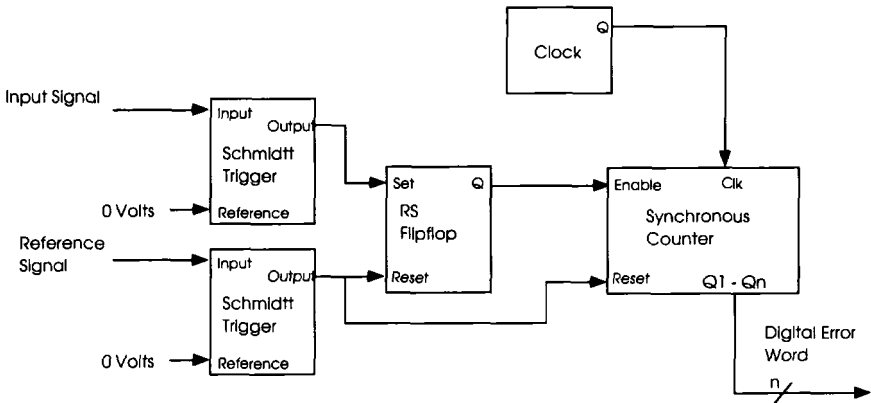 Q
Clock
Input Signal
Input
Output
Schmidtt
Trigger
0 Volts
Reference
Set
Q
RS
Flipflop
Reset
Enable
Clk
Synchronous
Counter
Reset
Q1 - Qn
Reference
Signal
Input
Output
Schmidtt
Trigger
0 Volts
Reference
Digital Error
Word
n